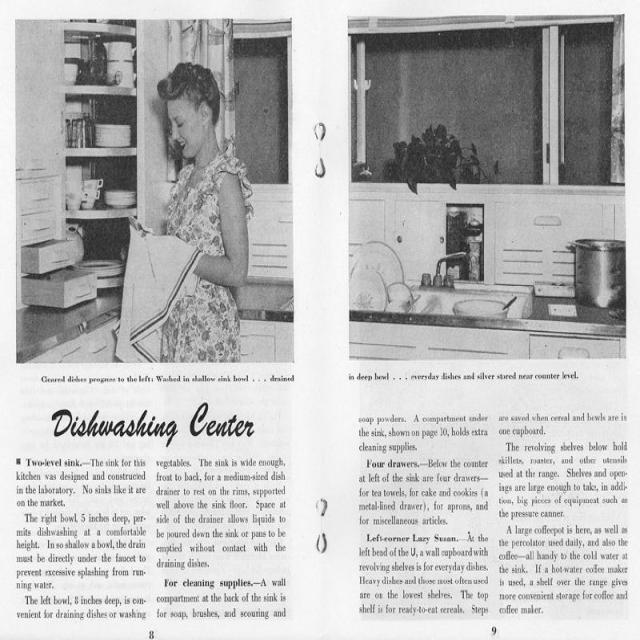 Cleared dishes progress to the left: Washed in shallow sink bowl . . . drained
Dishwashing Center
■ Two-level sink.—The sink for this
kitchen was designed and constructed
in the laboratory. No sinks like it are
on the market.
The right bowl, 5 inches deep, per-
mits dishwashing at a comfortable
height. In so shallow a bowl, the drain
must be directly under the faucet to
prevent excessive splashing from run-
ning water.
The left bowl, 8 inches deep, is con-
venient for draining dishes or washing
vegetables. The sink is wide enough,
front to back, for a medium-sized dish
drainer to rest on the rims, supported
well above the sink floor. Space at
side of the drainer allows liquids to
be poured down the sink or pans to be
emptied without contact with the
draining dishes.
For cleaning supplies.—A wall
compartment at the back of the sink is
for soap, brushes, and scouring and
8
in deep bowl . . . everyday dishes and silver stored near counter level.
soap powders. A compartment under
the sink, shown on page 10, holds extra
cleaning supplies.
Four drawers.—Below the counter
at left of the sink are four drawers—
for tea towels, for cake and cookies (a
metal-lined drawer), for aprons, and
for miscellaneous articles.
Left-corner Lazy Susan.—At the
left bend of the U, a wall cupboard with
revolving shelves is for everyday dishes.
Heavy dishes and those most often used
are on the lowest shelves. The top
shelf is for ready-to-eat cereals. Steps
are saved when cereal and bowls are in
one cupboard.
The revolving shelves below hold
skillets, roaster, and other utensils
used at the range. Shelves and open-
ings are large enough to take, in addi-
tion, big pieces of equipment such as
the pressure canner.
A large coffeepot is here, as well as
the percolator used daily, and also the
coffee—all handy to the cold water at
the sink. If a hot-water coffee maker
is used, a shelf over the range gives
more convenient storage for coffee and
coffee maker.
9